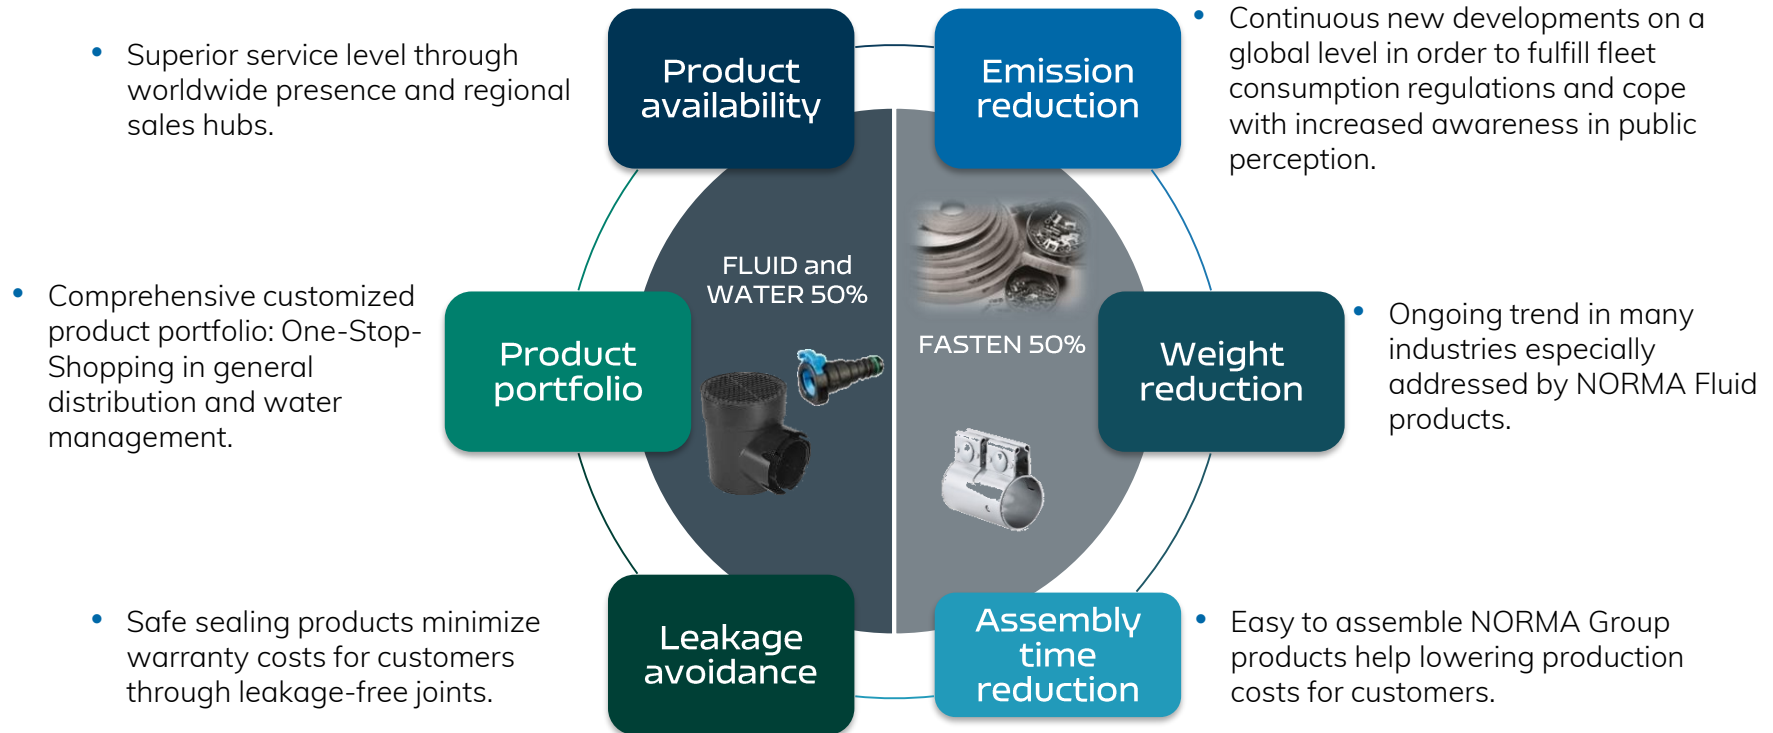 Product
availability
Superior service level through
worldwide presence and regional
sales hubs.
Emission
reduction
Continuous new developments on a
global level in order to fulfill fleet
consumption regulations and cope
with increased awareness in public
perception.
FLUID and
WATER 50%
FASTEN 50%
Product
portfolio
Comprehensive customized
product portfolio: One-Stop-
Shopping in general
distribution and water
management.
Weight
reduction
Ongoing trend in many
industries especially
addressed by NORMA Fluid
products.
Leakage
avoidance
Safe sealing products minimize
warranty costs for customers
through leakage-free joints.
Assembly
time
reduction
Easy to assemble NORMA Group
products help lowering production
costs for customers.